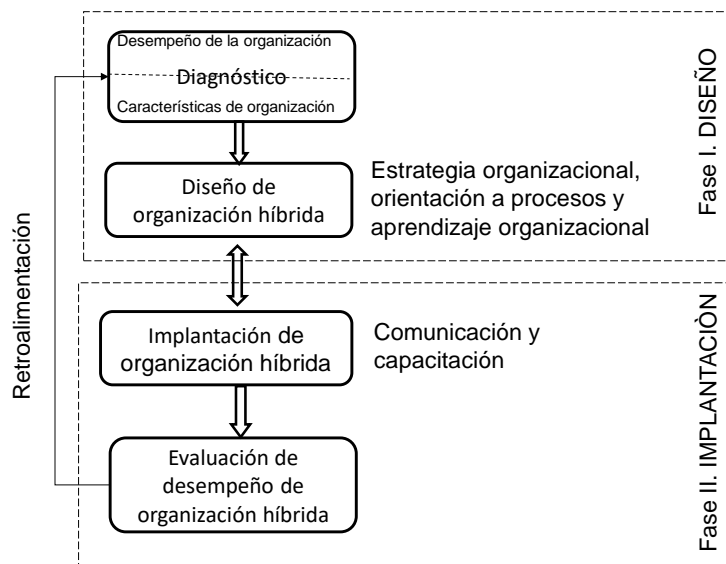 Desempeño de la organización
Diagnóstico
Características de organización
Diseño de
organización híbrida
Estrategia organizacional,
orientación a procesos y
aprendizaje organizacional
Fase I. DISEÑO
Retroalimentación
Implantación de
organización híbrida
Comunicación y
capacitación
Evaluación de
desempeño de
organización híbrida
Fase II. IMPLANTACIÒN